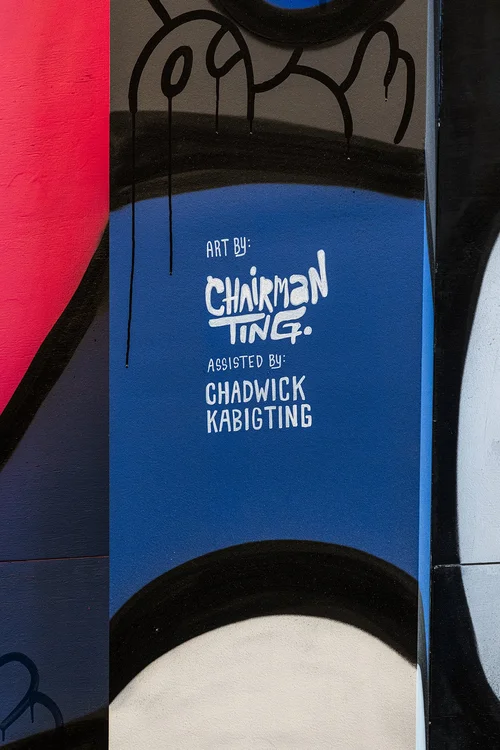 ART BY:
CHAIRMAN
TING.
ASSISTED BY:
CHADWICK
KABIGTING